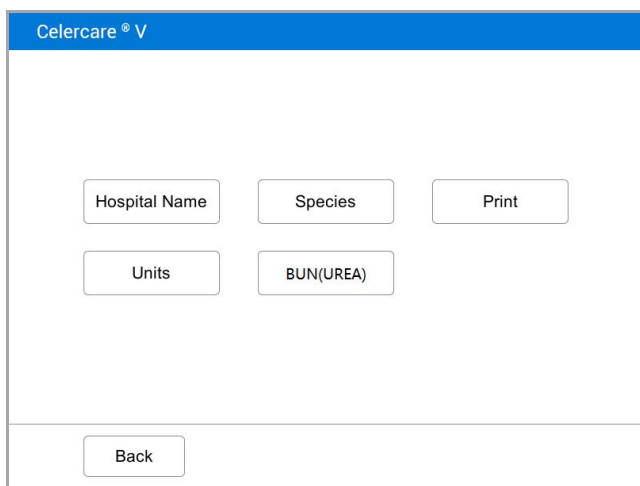 Celercare ® V
Hospital Name
Species
Print
Units
BUN(UREA)
Back